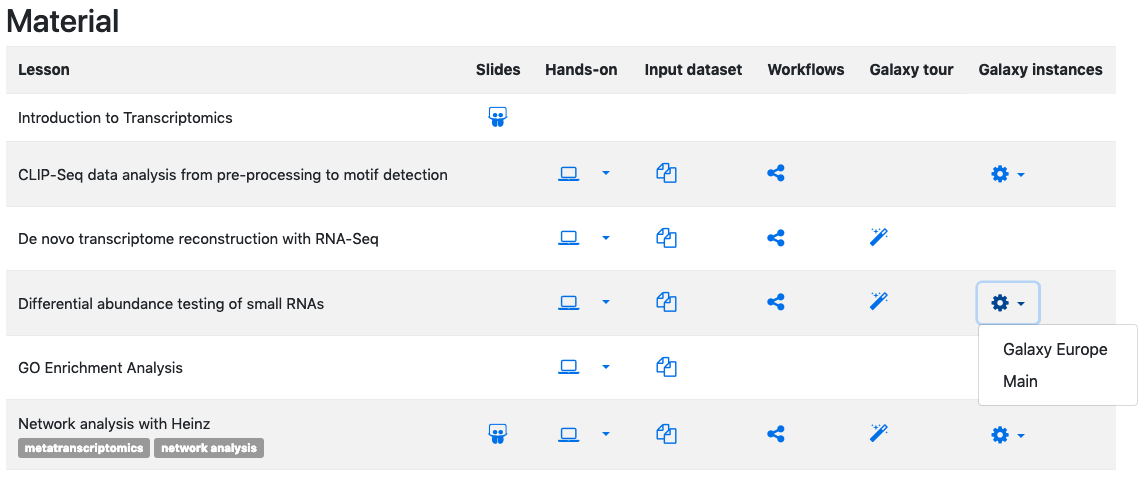 Material
Lesson Slides Hands-on Input dataset Workflows Galaxy tour Galaxy instances
Introduction to Transcriptomics
CLIP-Seq data analysis from pre-processing to motif detection
De novo transcriptome reconstruction with RNA-Seq
Differential abundance testing of small RNAs
Galaxy Europe
GO Enrichment Analysis
Main
Network analysis with Heinz
metatranscriptomics network analysis